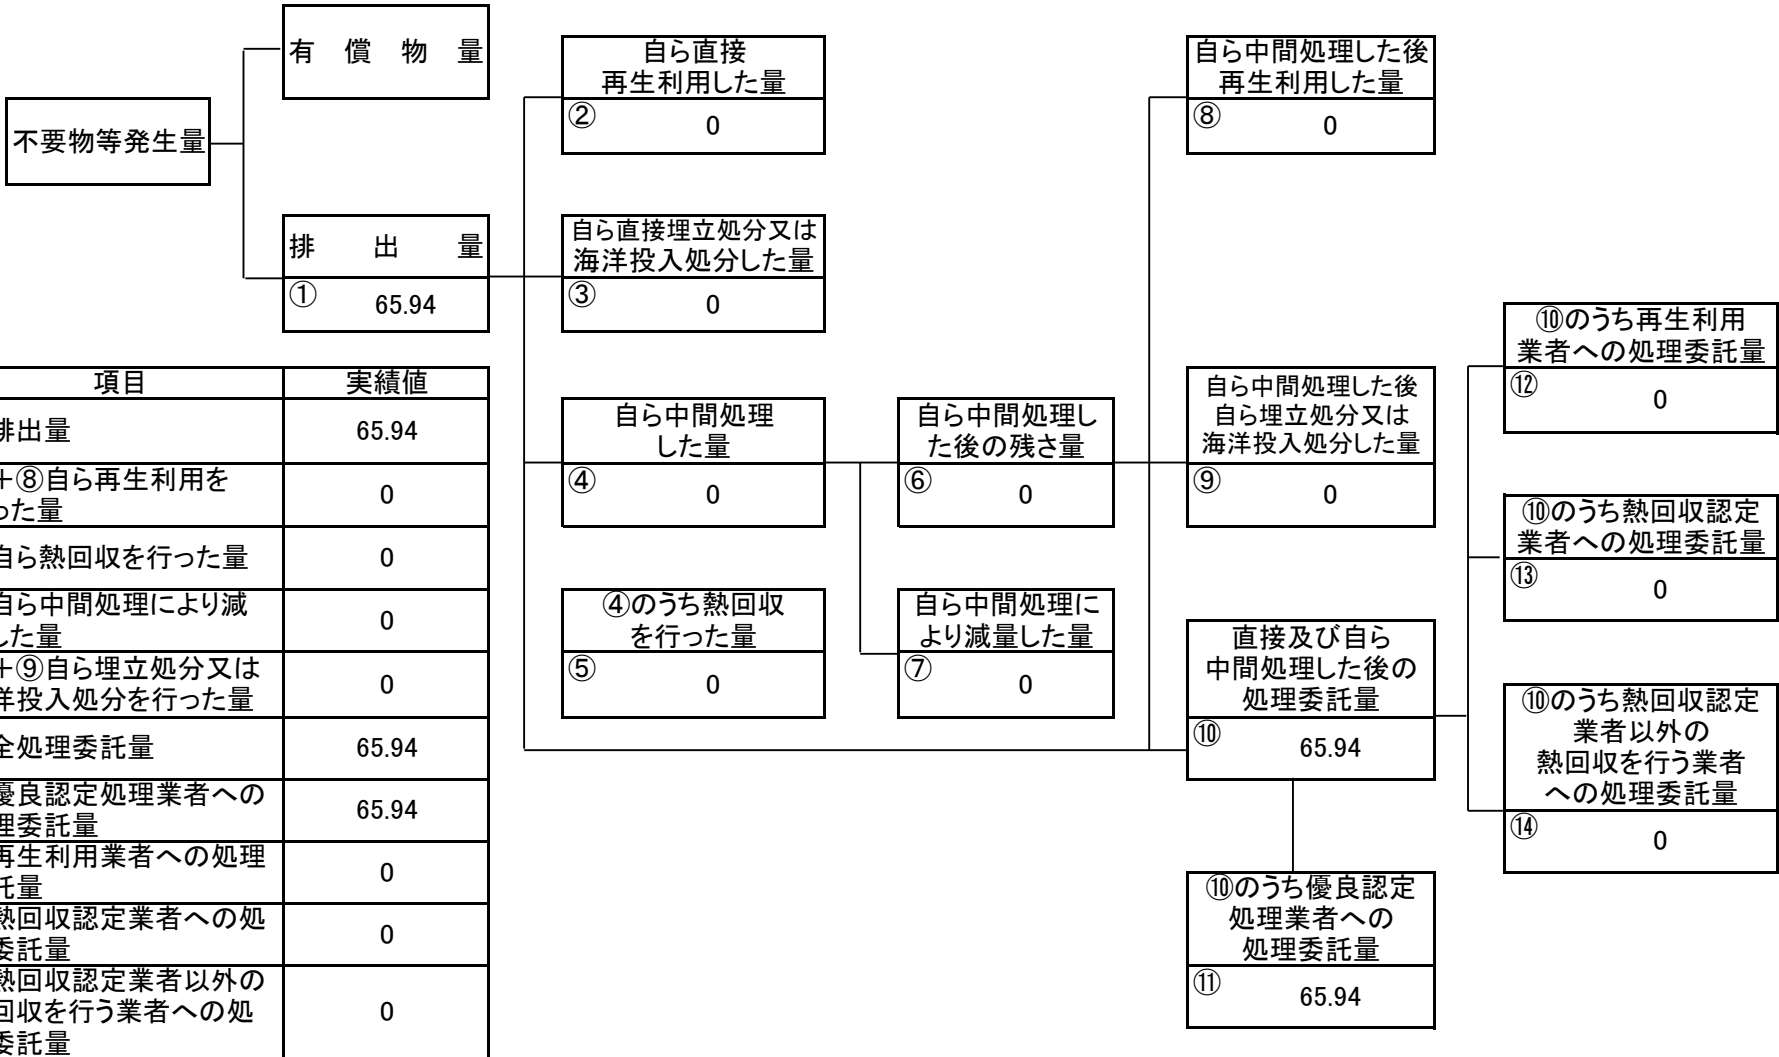 有償物量
不要物等発生量
排出量
① 65.94
自ら直接
再生利用した量
② 0
自ら直接埋立処分又は
海洋投入処分した量
③ 0
自ら中間処理
した量
④ 0
④のうち熱回収
を行った量
⑤ 0
自ら中間処理し
た後の残さ量
⑥ 0
自ら中間処理に
より減量した量
⑦ 0
自ら中間処理した後
再生利用した量
⑧ 0
自ら中間処理した後
自ら埋立処分又は
海洋投入処分した量
⑨ 0
直接及び自ら
中間処理した後の
処理委託量
⑩ 65.94
⑩のうち優良認定
処理業者への
処理委託量
⑪ 65.94
⑩のうち再生利用
業者への処理委託量
⑫ 0
⑩のうち熱回収認定
業者への処理委託量
⑬ 0
⑩のうち熱回収認定
業者以外の
熱回収を行う業者
への処理委託量
⑭ 0
項目 実績値
排出量 65.94
+⑧自ら再生利用を
った量 0
自ら熱回収を行った量 0
自ら中間処理により減
した量 0
+⑨自ら埋立処分又は
洋投入処分を行った量 0
全処理委託量 65.94
優良認定処理業者への
理委託量 65.94
再生利用業者への処理
託量 0
熱回収認定業者への処
委託量 0
熱回収認定業者以外の
回収を行う業者への処
委託量 0